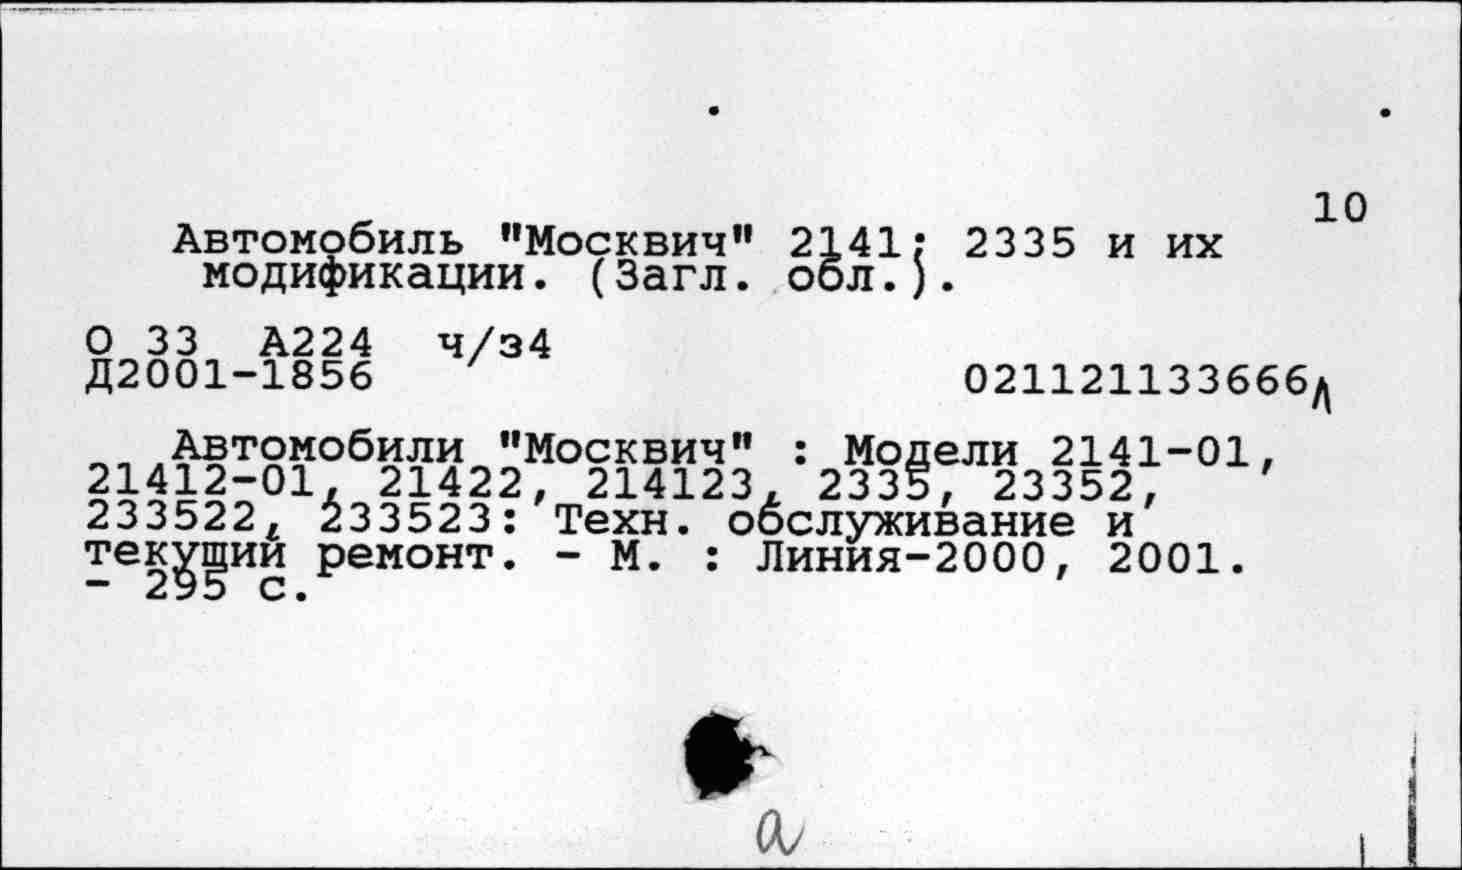 10
Автомобиль "Москвич" 2141; 2335 и их
модификации. (Загл. обл.).
О 33 А224 ч/з4
Д2001-1856
021121133666д
Автомобили "Москвич" : Модели 2141-01,
21412-01, 21422, 214123, 2335, 23352,
233522, 233523: Техн. обслуживание и
текущий ремонт. - М. : Линия-2000, 2001.
- 295 с.
а